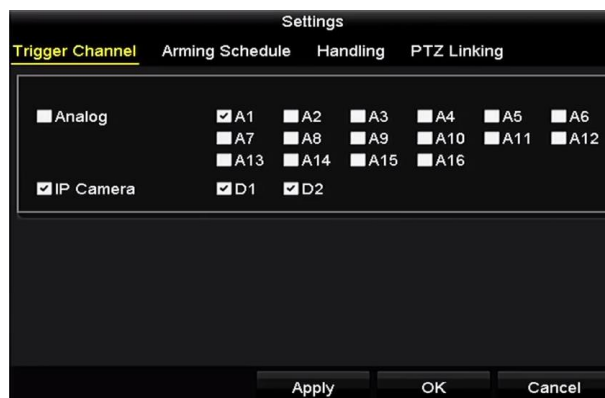 Settings
Trigger Channel Arming Schedule Handling PTZ Linking
Analog A1 A2 A3 A4 A5 A6
A7 A8 A9 A10 A11 A12
A13 A14 A15 A16
IP Camera D1 D2
Apply OK Cancel